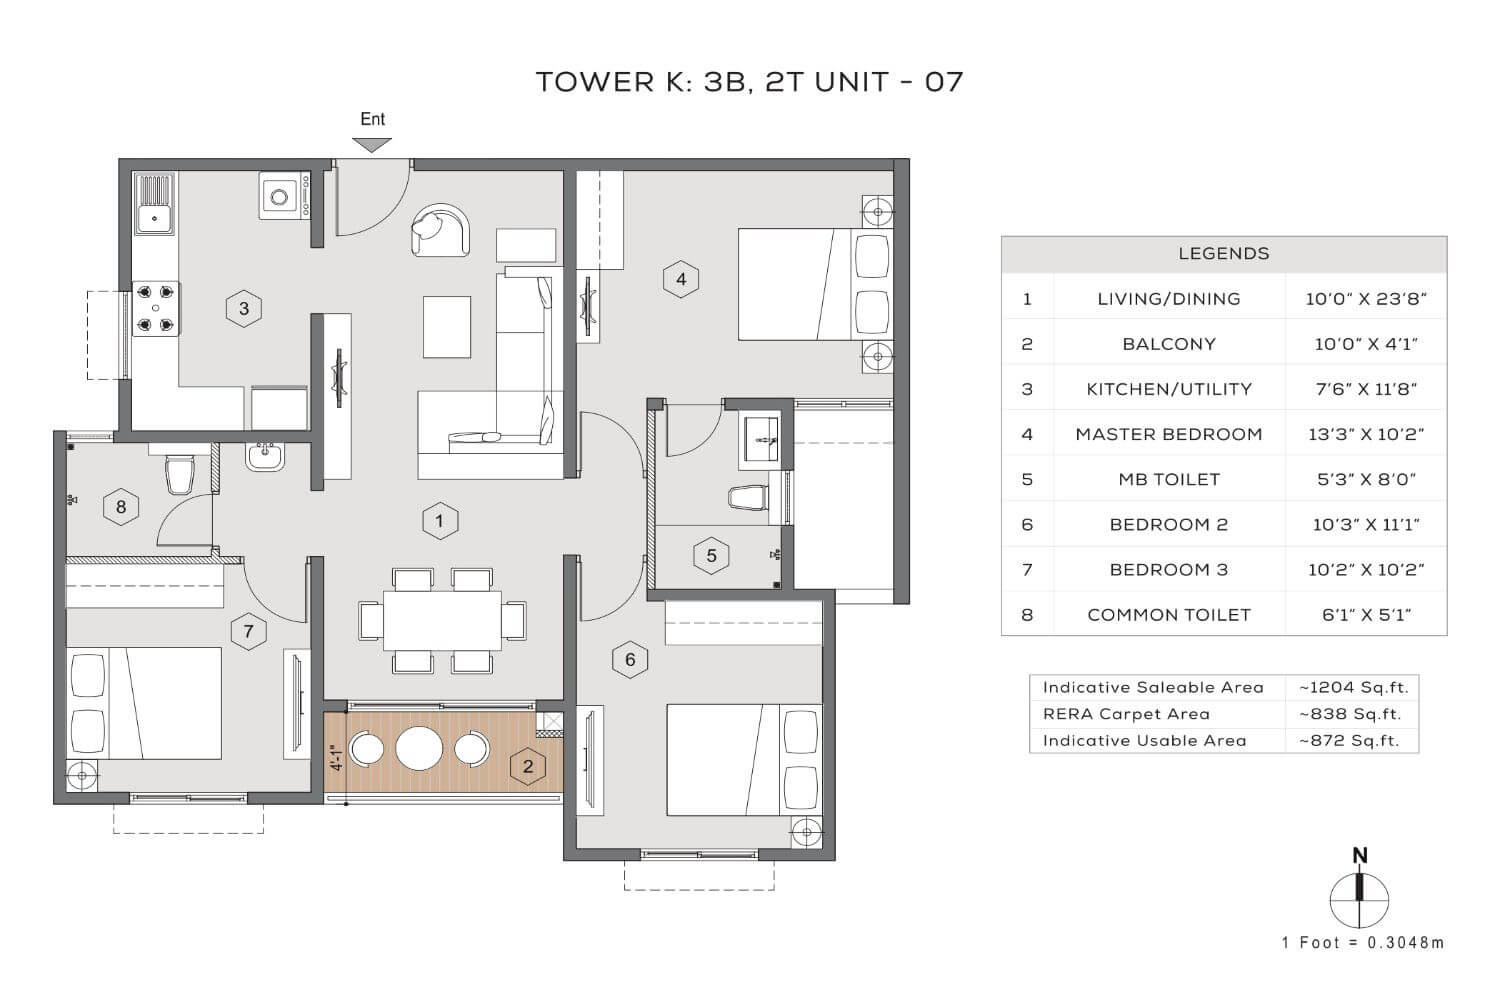 TOWER K: 3B, 2T UNIT - 07
Ent
3
4
8
1
5
7
6
2
4'-1"
LEGENDS
1 LIVING/DINING 10'0" X 23'8"
2 BALCONY 10'0" X 4'1"
3 KITCHEN/UTILITY 7'6" X 11'8"
4 MASTER BEDROOM 13'3" X 10'2"
5 MB TOILET 5'3" X 8'0"
6 BEDROOM 2 10'3" X 11'1"
7 BEDROOM 3 10'2" X 10'2"
8 COMMON TOILET 6'1" X 5'1"
Indicative Saleable Area ~1204 Sq.ft.
RERA Carpet Area ~838 Sq.ft.
Indicative Usable Area ~872 Sq.ft.
N
1 Foot = 0.3048m